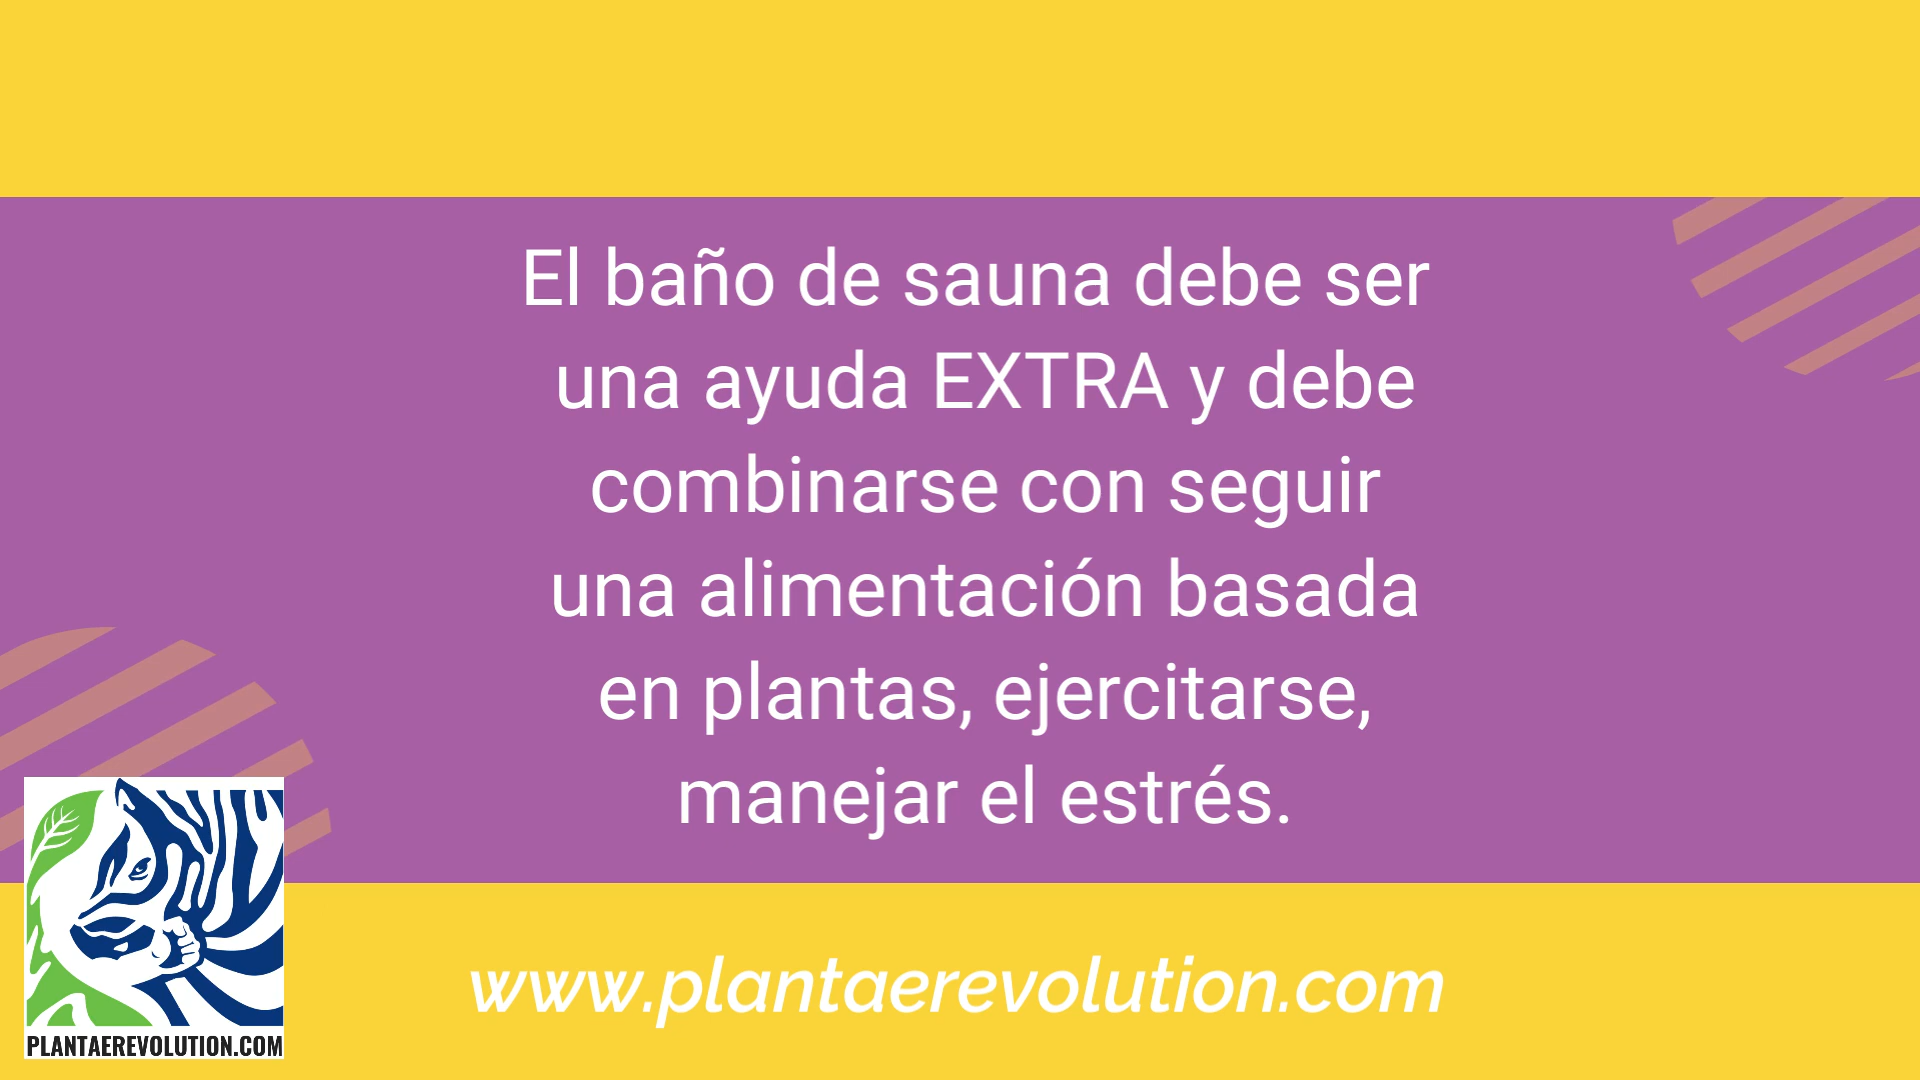 El baño de sauna debe ser
una ayuda EXTRA y debe
combinarse con seguir
una alimentación basada
en plantas, ejercitarse,
manejar el estrés.
www.plantaerevolution.com
PLANTAEREVOLUTION.COM